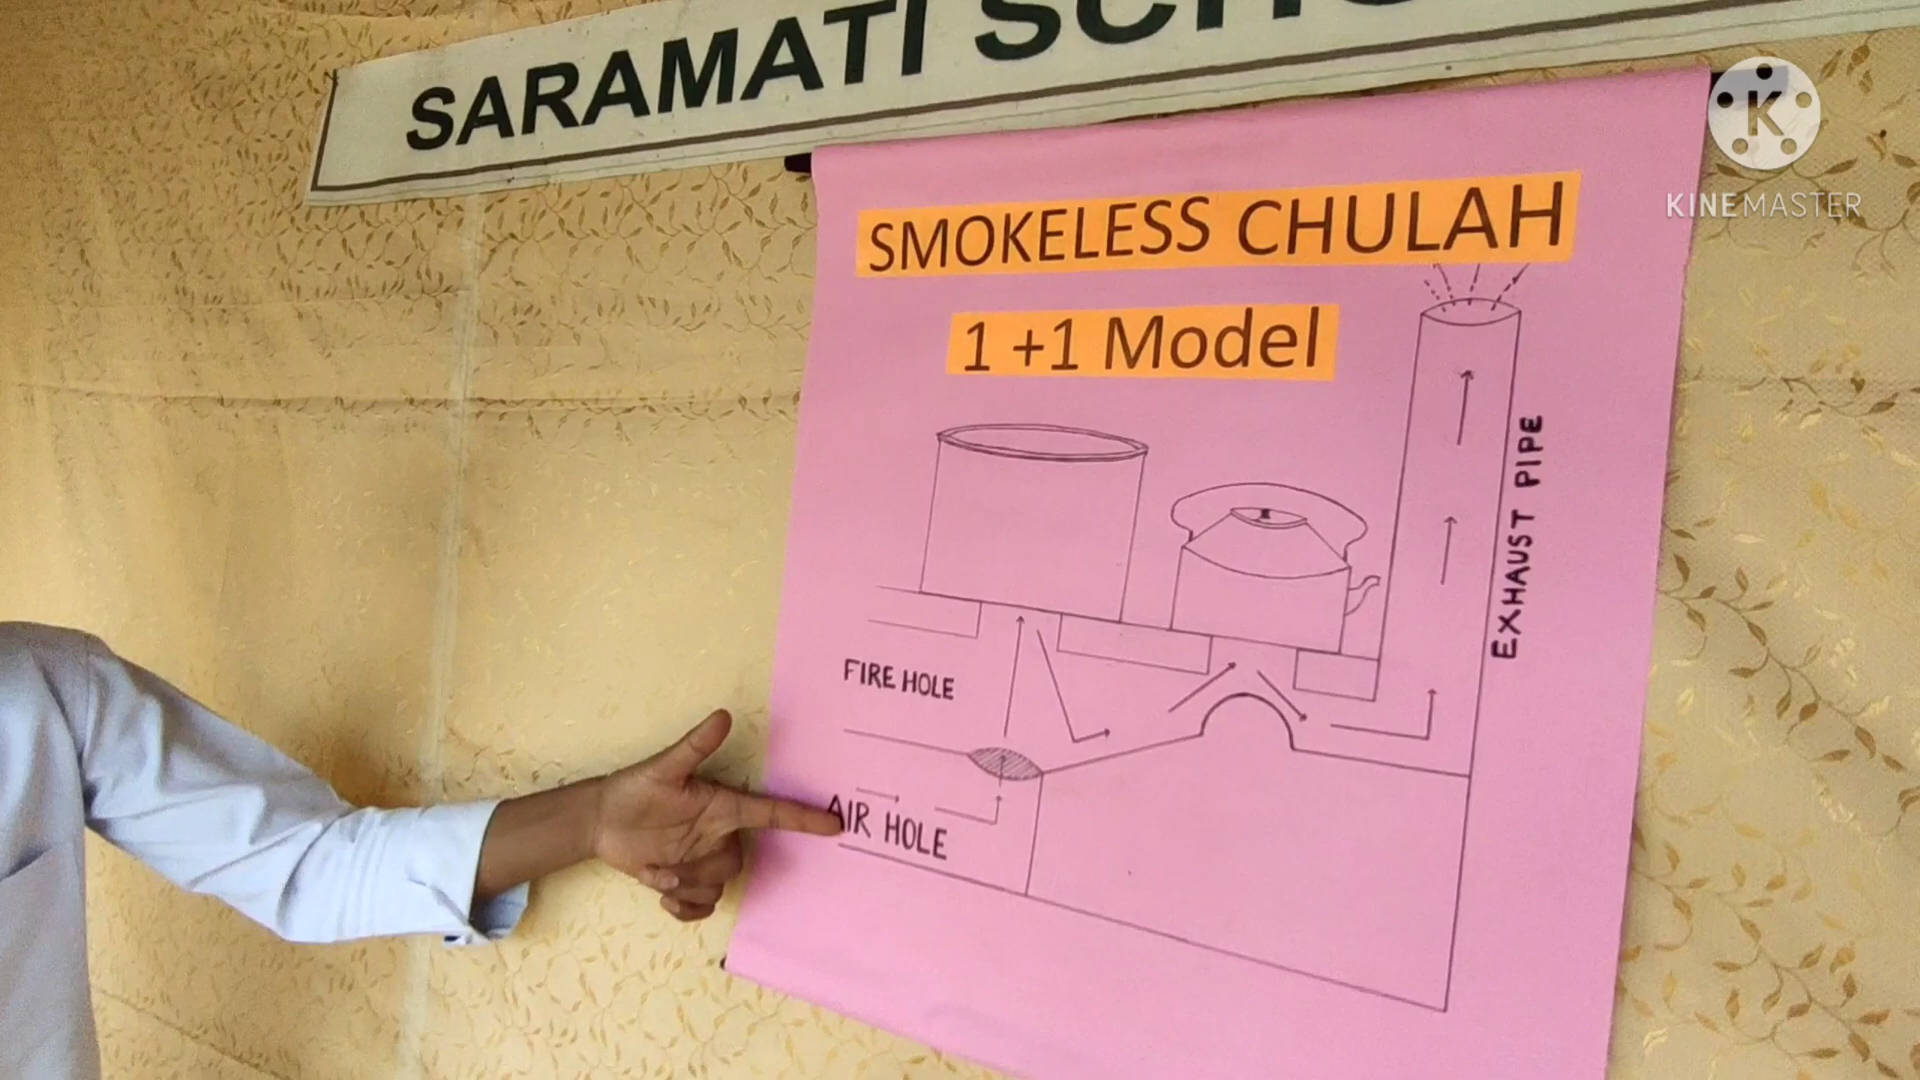 SARAMATI
K
KINEMASTER
SMOKELESS CHULAH
1 +1 Model
EXHAUST PIPE
FIRE HOLE
AIR HOLE